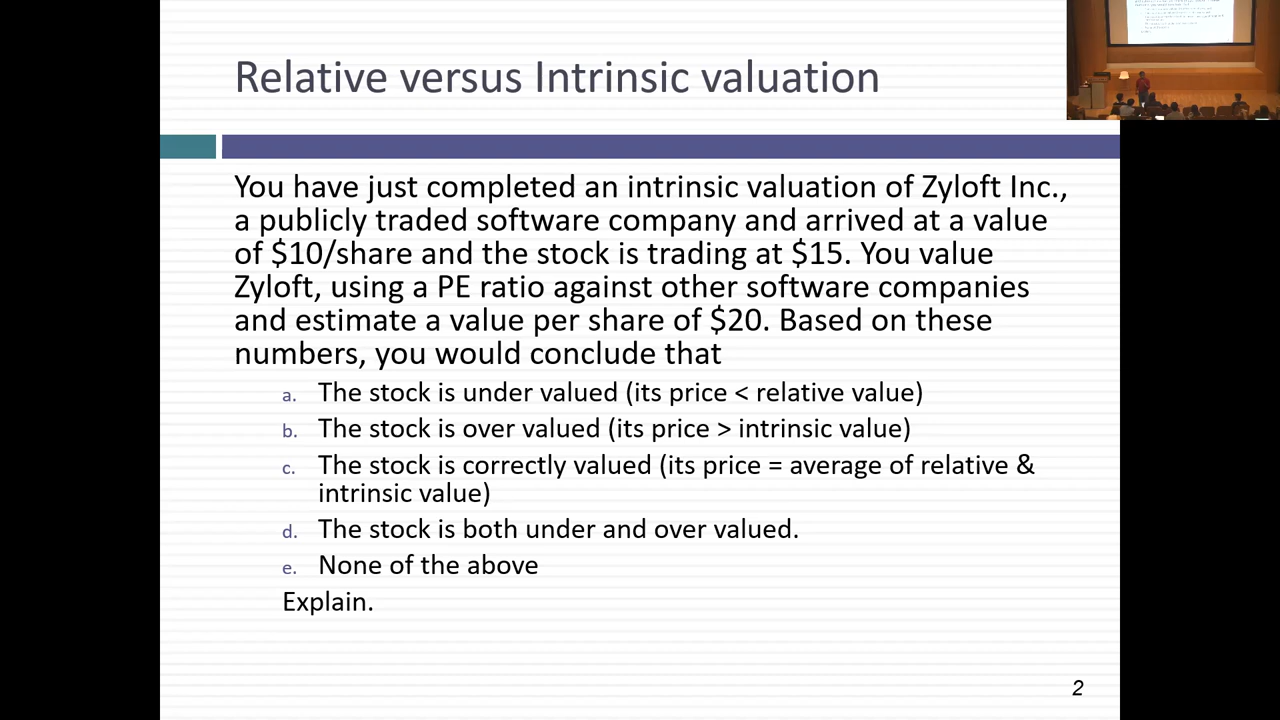 Relative versus Intrinsic valuation
You have just completed an intrinsic valuation of Zyloft Inc.,
a publicly traded software company and arrived at a value
of $10/share and the stock is trading at $15. You value
Zyloft, using a PE ratio against other software companies
and estimate a value per share of $20. Based on these
numbers, you would conclude that
a. The stock is under valued (its price < relative value)
b. The stock is over valued (its price > intrinsic value)
c. The stock is correctly valued (its price = average of relative &
intrinsic value)
d. The stock is both under and over valued.
e. None of the above
Explain.
2